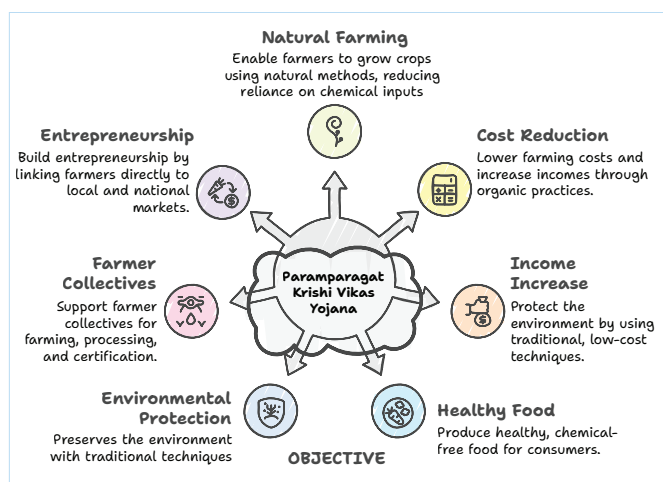 Natural Farming
Enable farmers to grow crops
using natural methods, reducing
reliance on chemical inputs
Entrepreneurship
Build entrepreneurship by
linking farmers directly to
local and national
markets.
Cost Reduction
Lower farming costs and
increase incomes through
organic practices.
Paramparagat
Krishi Vikas
Yojana
Farmer
Collectives
Support farmer
collectives for
farming, processing,
and certification.
Income
Increase
Protect the
environment by using
traditional, low-cost
techniques.
Environmental
Protection
Preserves the environment
with traditional techniques
Healthy Food
Produce healthy, chemical-
free food for consumers.
OBJECTIVE